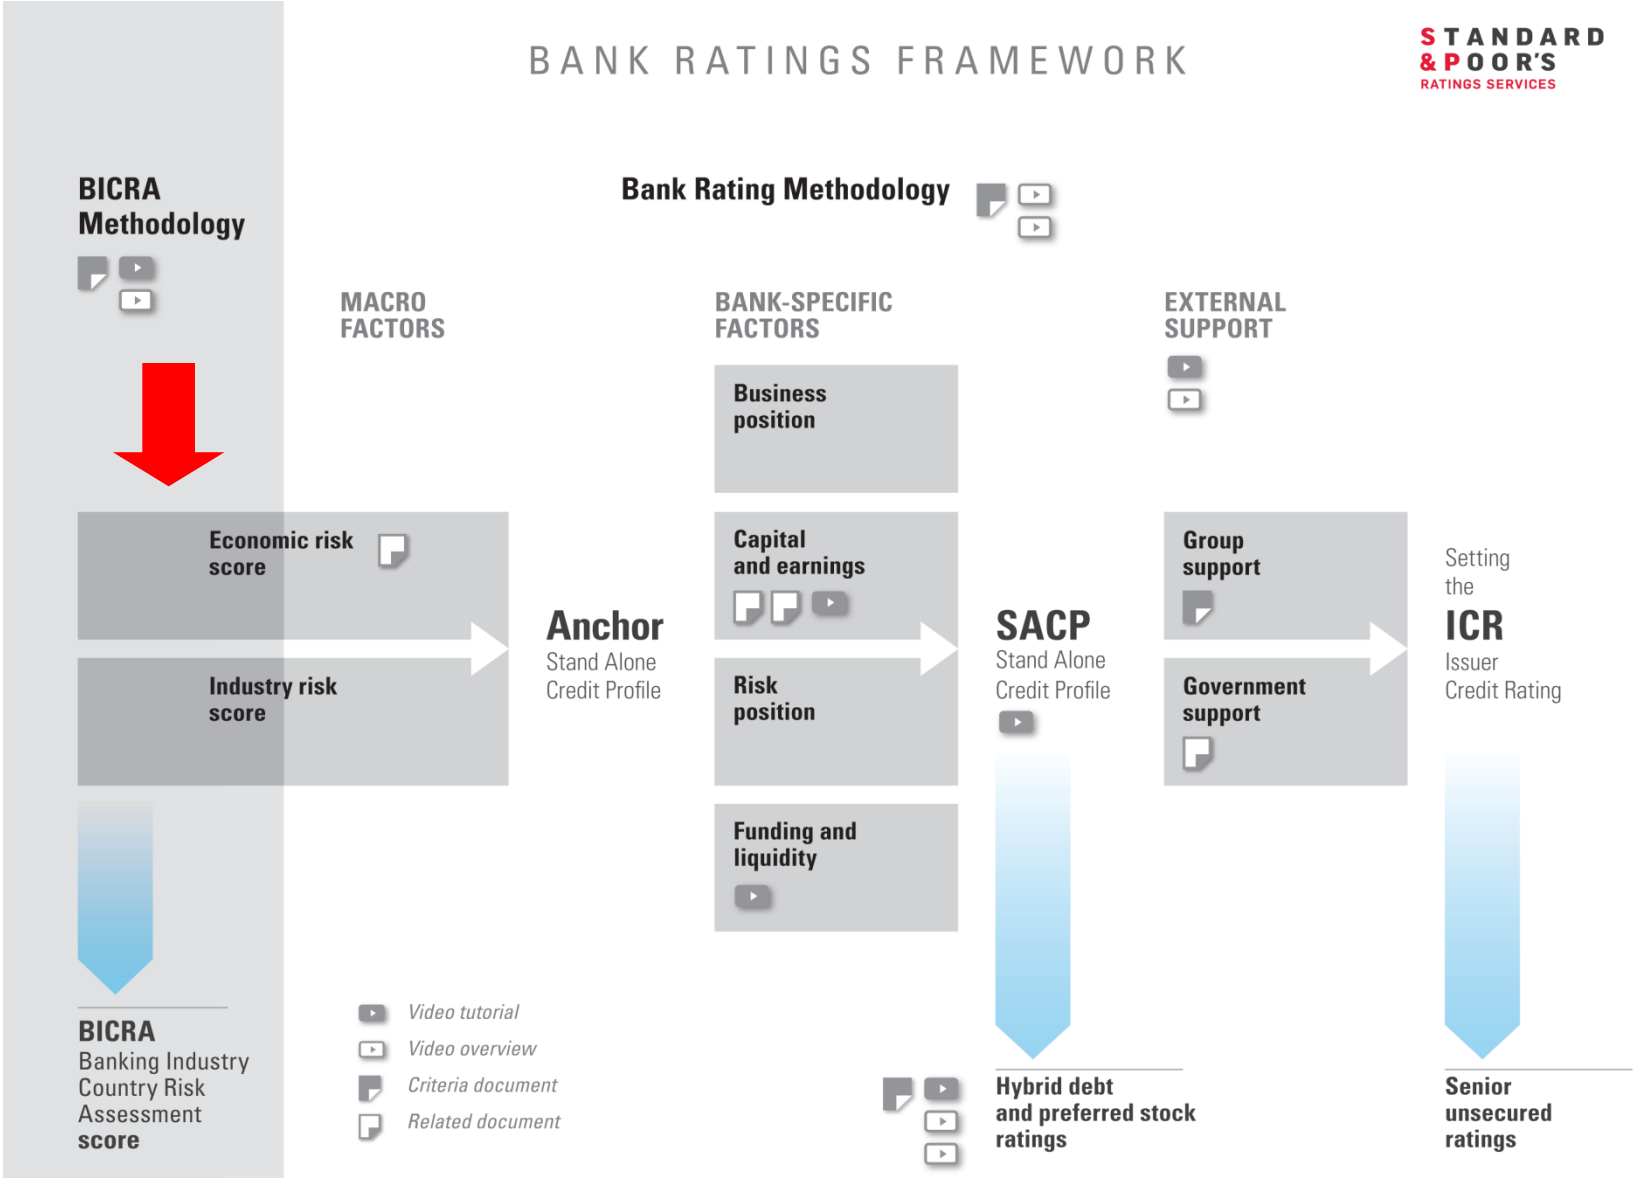 BANK RATINGS FRAMEWORK
STANDARD
& POOR'S
RATINGS SERVICES
BICRA
Methodology
Bank Rating Methodology
MACRO
FACTORS
BANK-SPECIFIC
FACTORS
EXTERNAL
SUPPORT
Business
position
Economic risk
score
Capital
and earnings
Group
support
Setting
the
ICR
Issuer
Credit Rating
Anchor
Stand Alone
Credit Profile
SACP
Stand Alone
Credit Profile
Industry risk
score
Risk
position
Government
support
Funding and
liquidity
BICRA
Banking Industry
Country Risk
Assessment
score
Video tutorial
Video overview
Criteria document
Related document
Hybrid debt
and preferred stock
ratings
Senior
unsecured
ratings